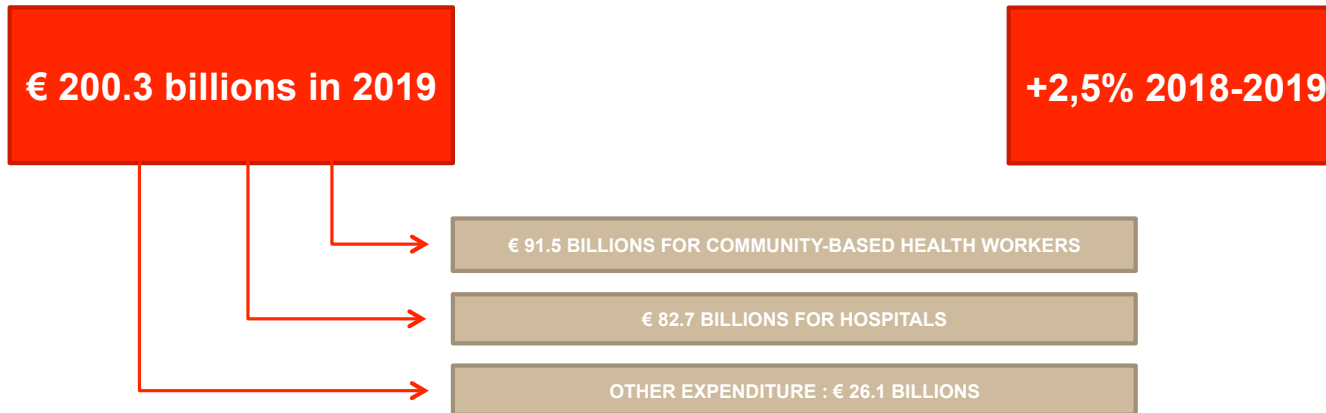 € 200.3 billions in 2019
+2,5% 2018-2019
€ 91.5 BILLIONS FOR COMMUNITY-BASED HEALTH WORKERS
€ 82.7 BILLIONS FOR HOSPITALS
OTHER EXPENDITURE : € 26.1 BILLIONS